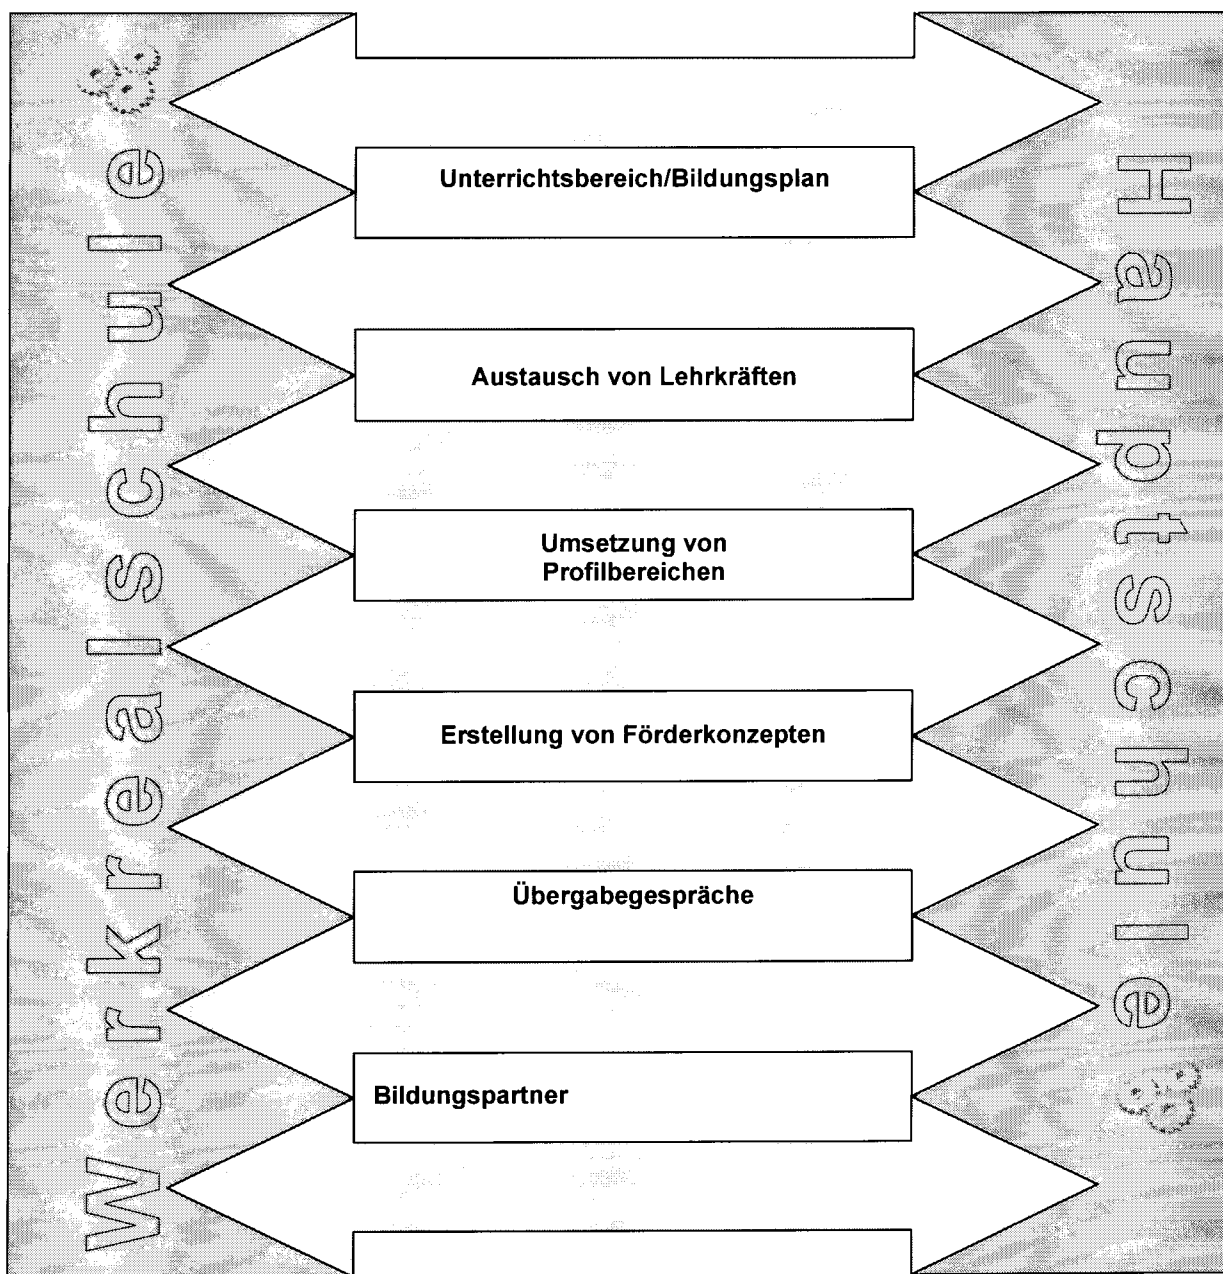 Werkrealschule
Unterrichtsbereich/Bildungsplan
Austausch von Lehrkräften
Umsetzung von
Profilbereichen
Erstellung von Förderkonzepten
Übergabegespräche
Bildungspartner
Hauptschule